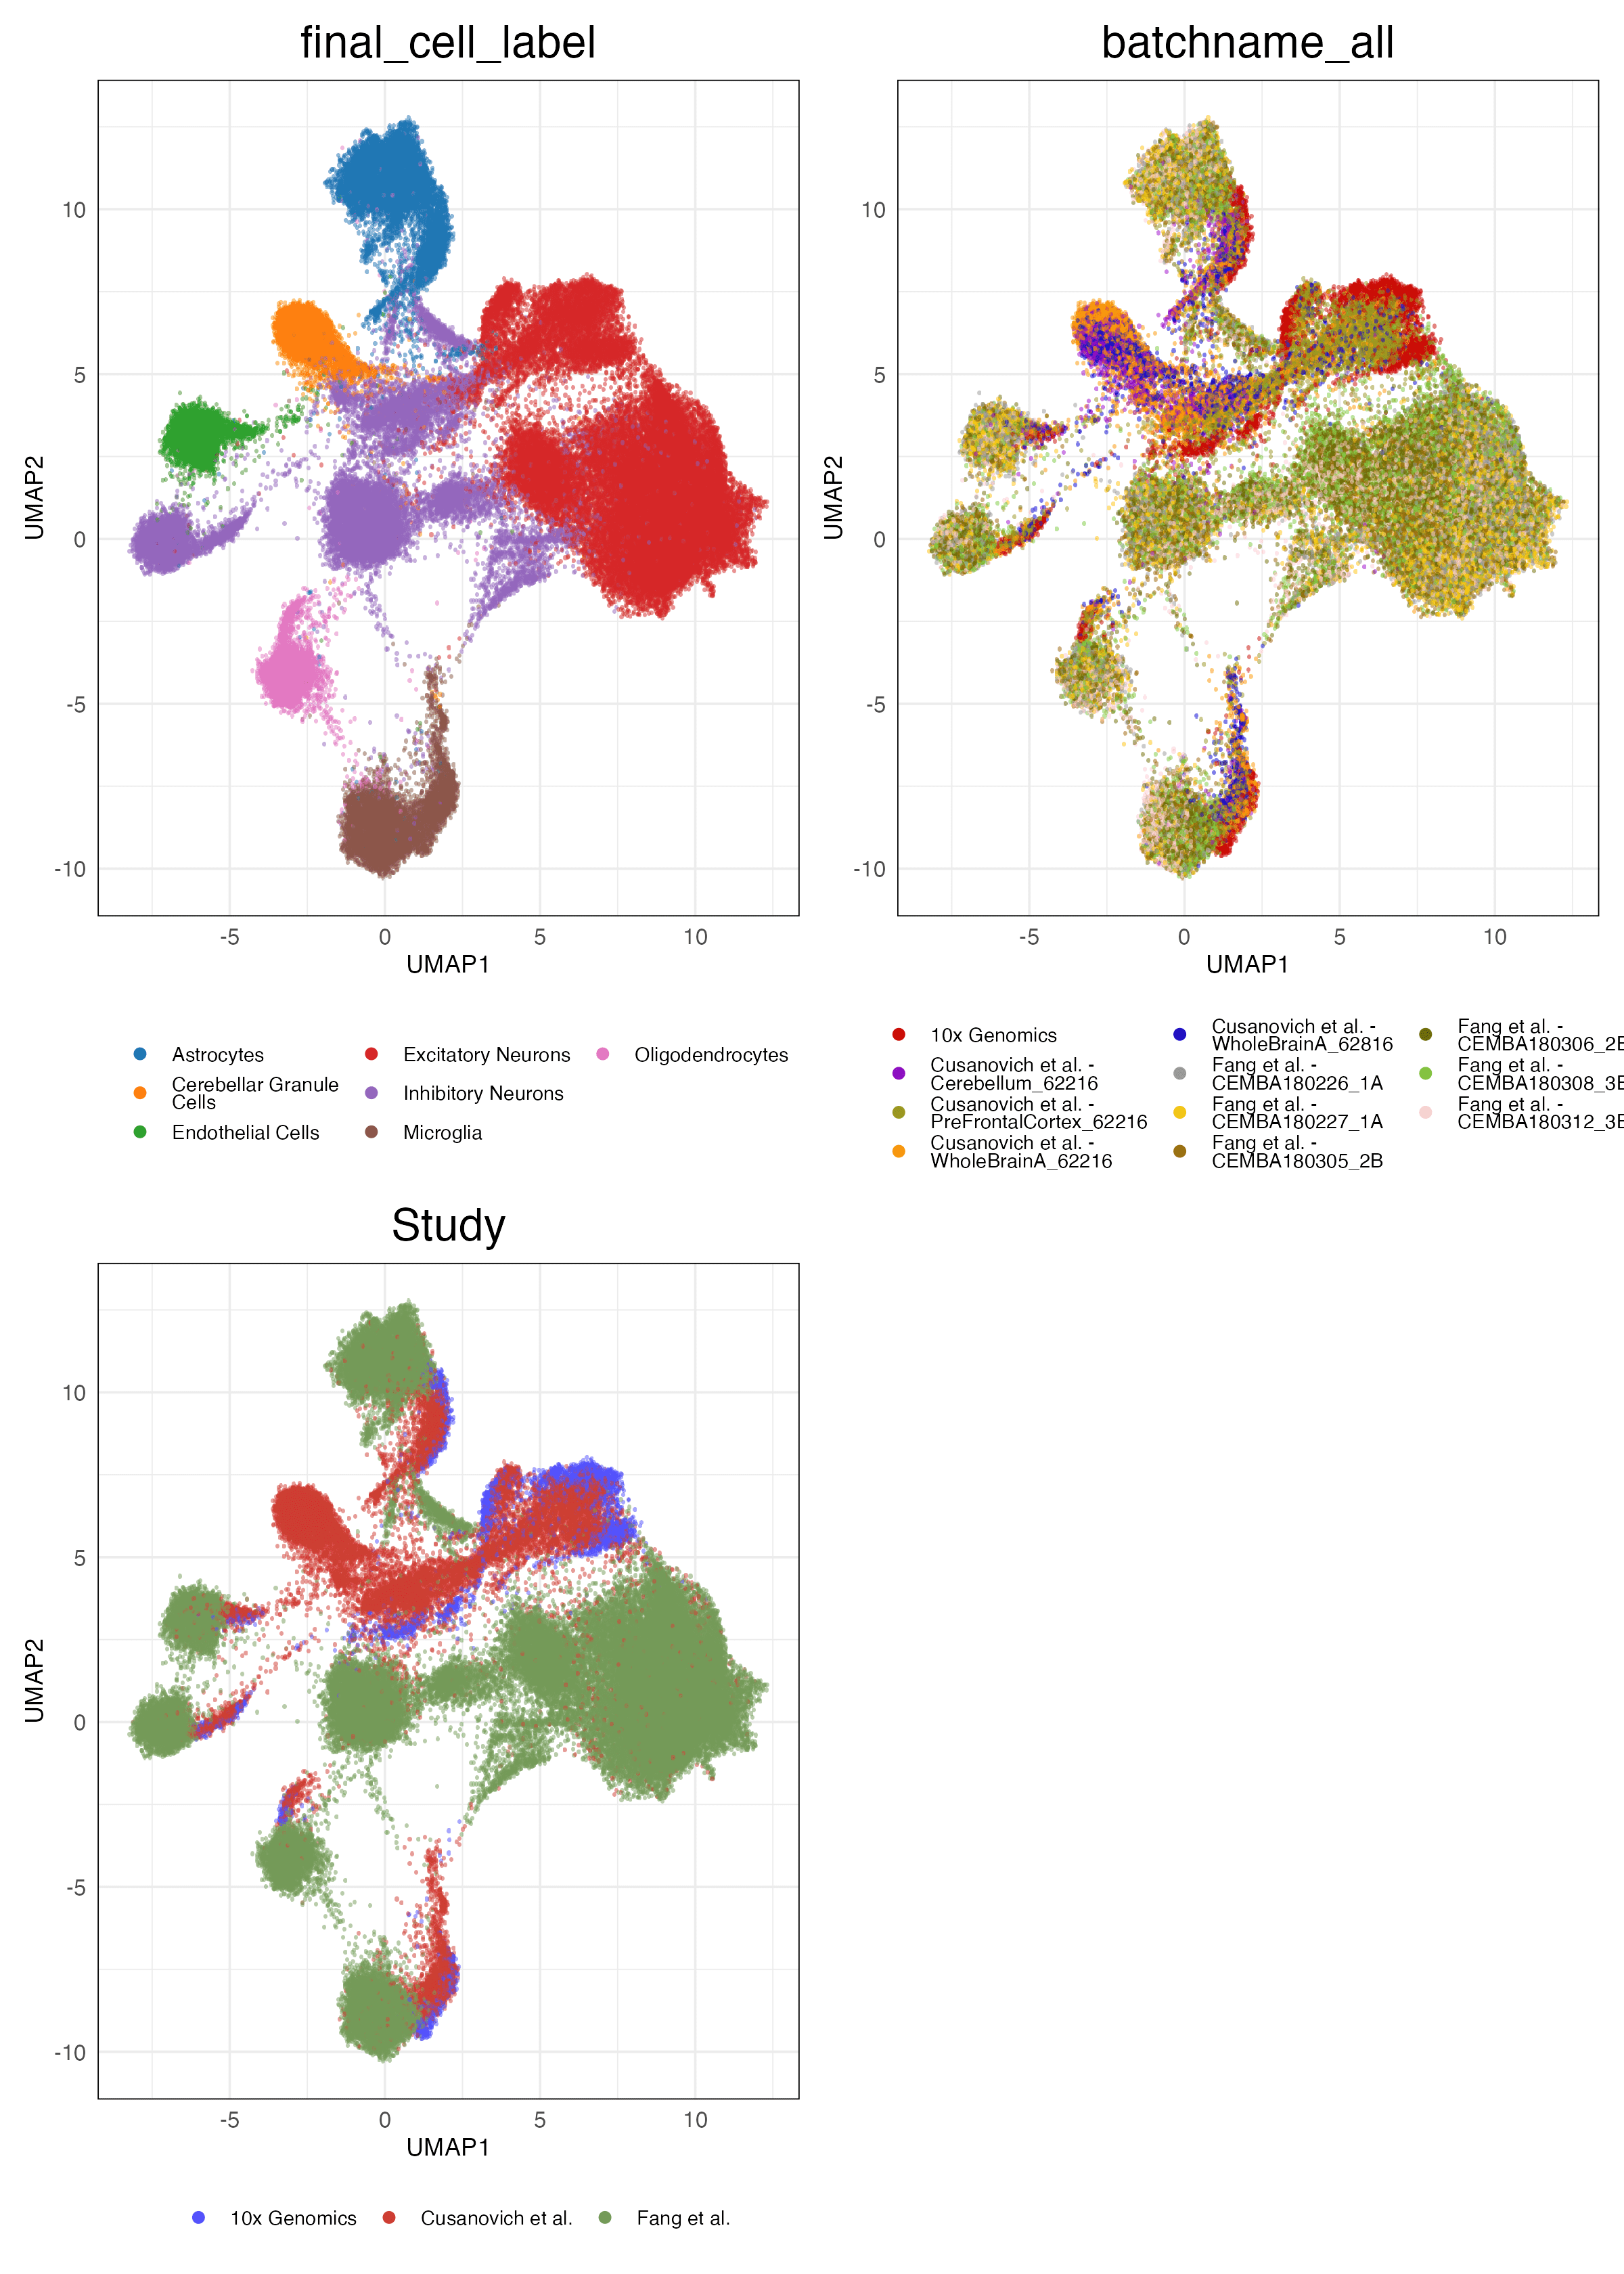 final_cell_label
batchname_all
10
5
0
-5
-10
UMAP2
-5
0
5
10
UMAP1
10
5
0
-5
-10
UMAP2
-5
0
5
10
UMAP1
Astrocytes
Cerebellar Granule
Cells
Endothelial Cells
Excitatory Neurons
Inhibitory Neurons
Microglia
Oligodendrocytes
10x Genomics
Cusanovich et al. -
Cerebellum_62216
Cusanovich et al. -
PreFrontalCortex_62216
Cusanovich et al. -
WholeBrainA_62216
Cusanovich et al. -
WholeBrainA_62816
Fang et al. -
CEMBA180226_1A
Fang et al. -
CEMBA180227_1A
Fang et al. -
CEMBA180305_2B
Fang et al. -
CEMBA180306_2
Fang et al. -
CEMBA180308_3
Fang et al. -
CEMBA180312_3
Study
10
5
0
-5
-10
UMAP2
-5
0
5
10
UMAP1
10x Genomics
Cusanovich et al.
Fang et al.